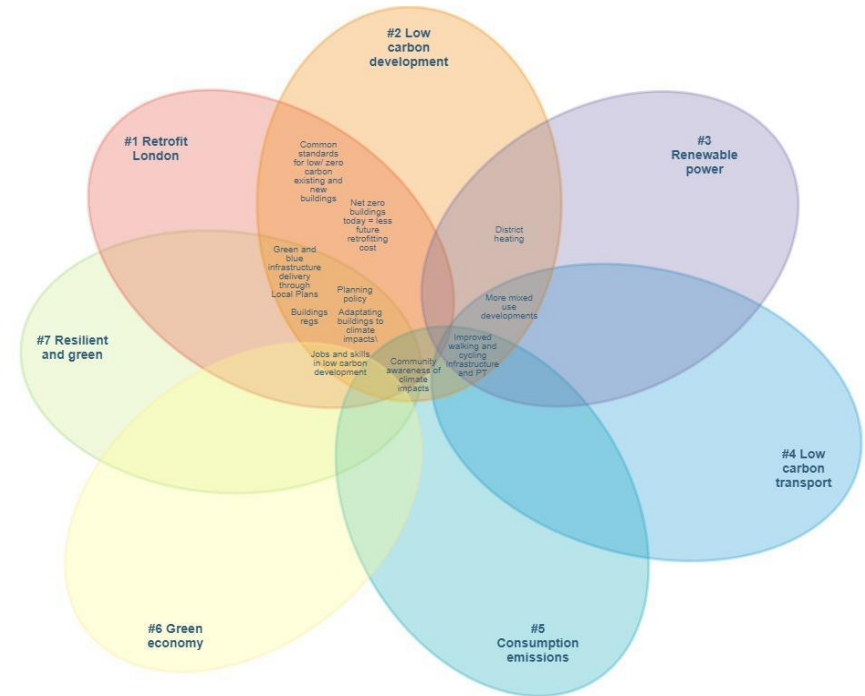 #2 Low
carbon
development
#1 Retrofit
London
#3
Renewable
power
Common
standards
for low/ zero
carbon
existing and
new
buildings
Net zero
buildings
today = less
future
retrofitting
cost
District
heating
Green and
blue
infrastructure
delivery
through
Local Plans
Planning
policy
More mixed
use
developments
Buildings
regs
Adaptating
buildings to
climate
impacts\
Improved
walking and
cycling
infrastructure
and PT
#7 Resilient
and green
Jobs and skills
in low carbon
development
Community
awareness of
climate
impacts
#4 Low
carbon
transport
#6 Green
economy
#5
Consumption
emissions